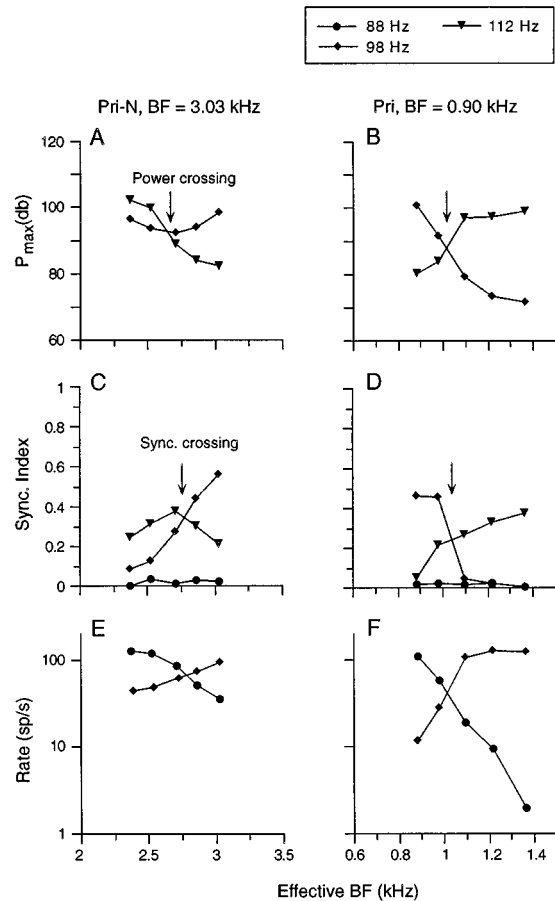 88 Hz 112 Hz
98 Hz
Pri-N, BF = 3.03 kHz Pri, BF = 0.90 kHz
A B
120
100
80
60
Pmax(db)
Power crossing
C D
1
0.8
0.6
0.4
0.2
0
Sync. Index
Sync. crossing
E F
100
10
1
Rate (sp/s)
2 2.5 3 3.5 0.6 0.8 1 1.2 1.4
Effective BF (kHz)